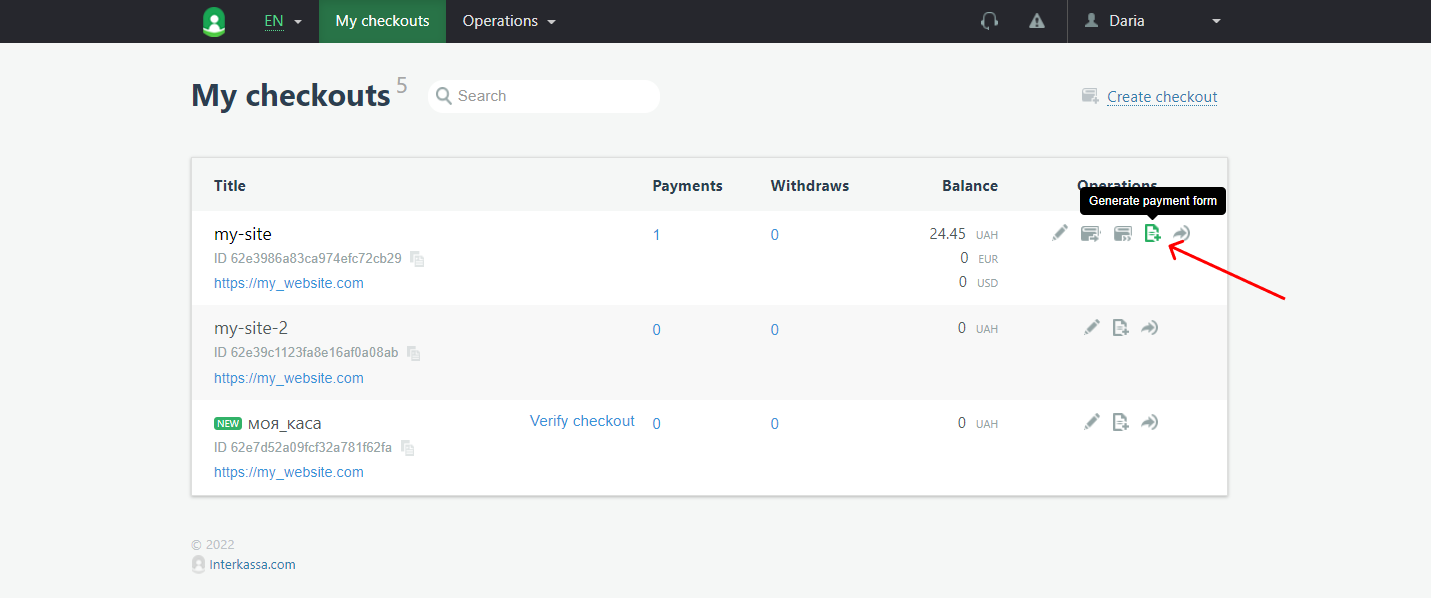 EN My checkouts Operations Daria
My checkouts 5 Search Create checkout
Title Payments Withdraws Balance Operations
Generate payment form
my-site 1 0 24.45 UAH
ID 62e3986a83ca974efc72cb29 0 EUR
https://my_website.com 0 USD
my-site-2 0 0 0 UAH
ID 62e39c1123fa8e16af0a08ab
https://my_website.com
NEW моя_каса Verify checkout 0 0 0 UAH
ID 62e7d52a09fcf32a781f62fa
https://my_website.com
© 2022
Interkassa.com